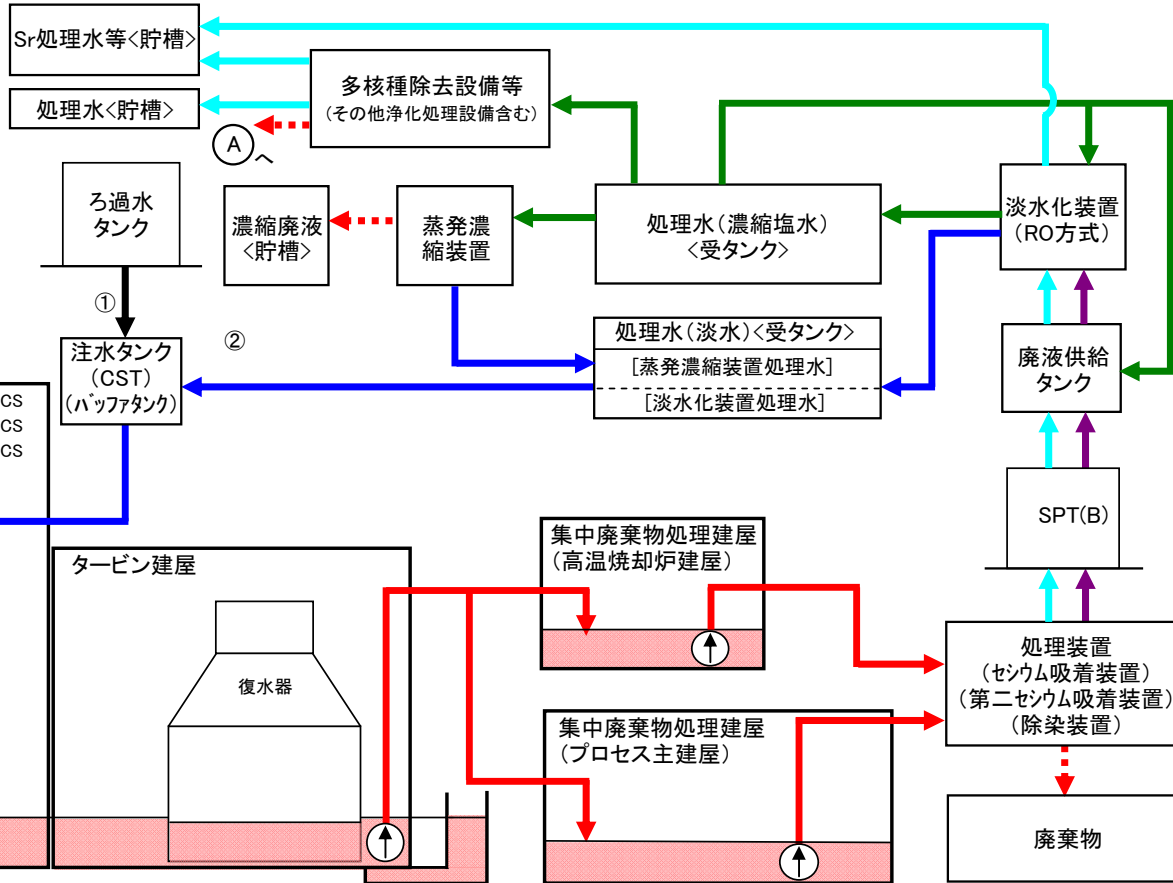 Sr処理水等<貯槽>
処理水<貯槽>
多核種除去設備等
(その他浄化処理設備含む)
A
へ
ろ過水
タンク
濃縮廃液
<貯槽>
蒸発濃
縮装置
処理水(濃縮塩水)
<受タンク>
淡水化装置
(RO方式)
①
②
注水タンク
(CST)
(バッファタンク)
処理水(淡水)<受タンク>
[蒸発濃縮装置処理水]
[淡水化装置処理水]
廃液供給
タンク
CS
CS
CS
SPT(B)
タービン建屋
復水器
集中廃棄物処理建屋
(高温焼却炉建屋)
集中廃棄物処理建屋
(プロセス主建屋)
処理装置
(セシウム吸着装置)
(第二セシウム吸着装置)
(除染装置)
廃棄物